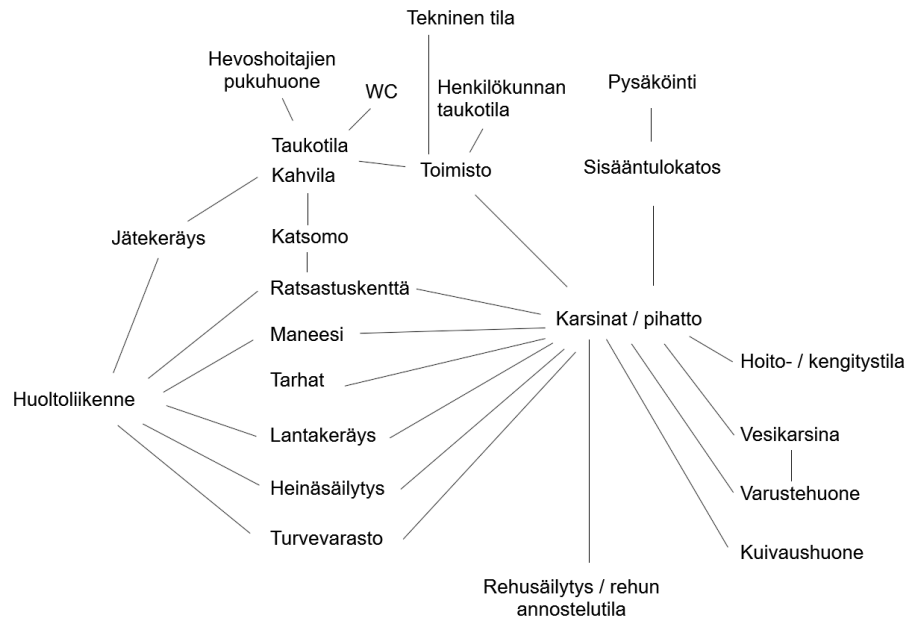 Tekninen tila
Hevoshoitajien
pukuhuone
WC
Henkilökunnan
taukotila
Pysäköinti
Taukotila
Kahvila
Toimisto
Sisääntulokatos
Jätekeräys
Katsomo
Ratsastuskenttä
Maneesi
Karsinat / pihatto
Tarhat
Hoito- / kengitystila
Huoltoliikenne
Lantakeräys
Vesikarsina
Heinäsäilytys
Varustehuone
Turvevarasto
Kuivaushuone
Rehusäilytys / rehun
annostelutila